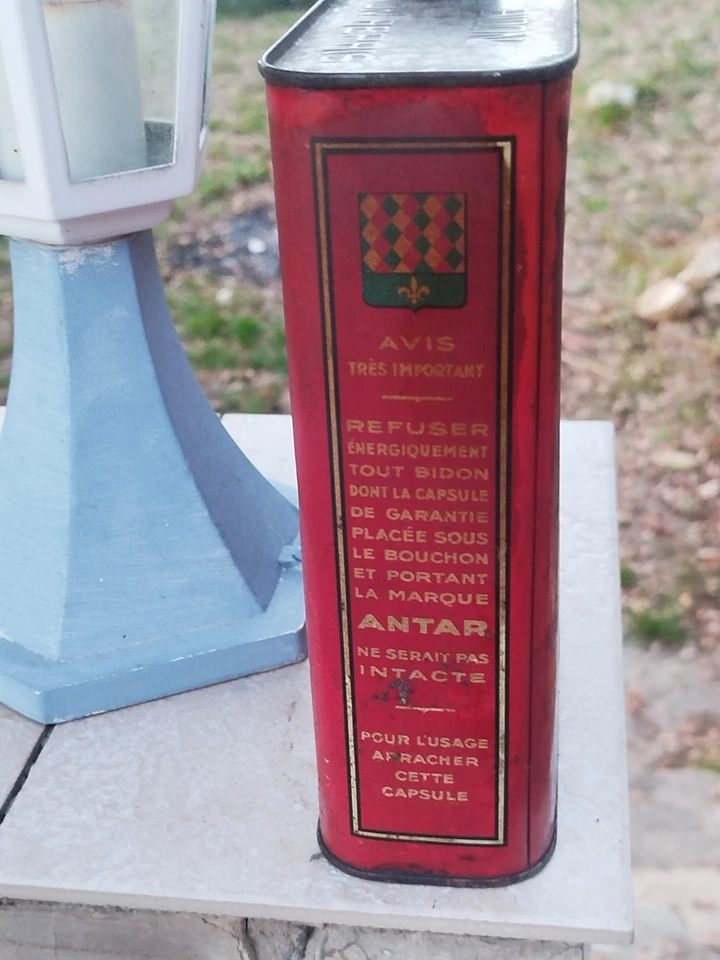 AVIS
TRÈS IMPORTANT
REFUSER
ÉNERGIQUEMENT
TOUT BIDON
DONT LA CAPSULE
DE GARANTIE
PLACÉE SOUS
LE BOUCHON
ET PORTANT
LA MARQUE
ANTAR
NE SERAIT PAS
INTACTE
POUR L'USAGE
ARRACHER
CETTE
CAPSULE